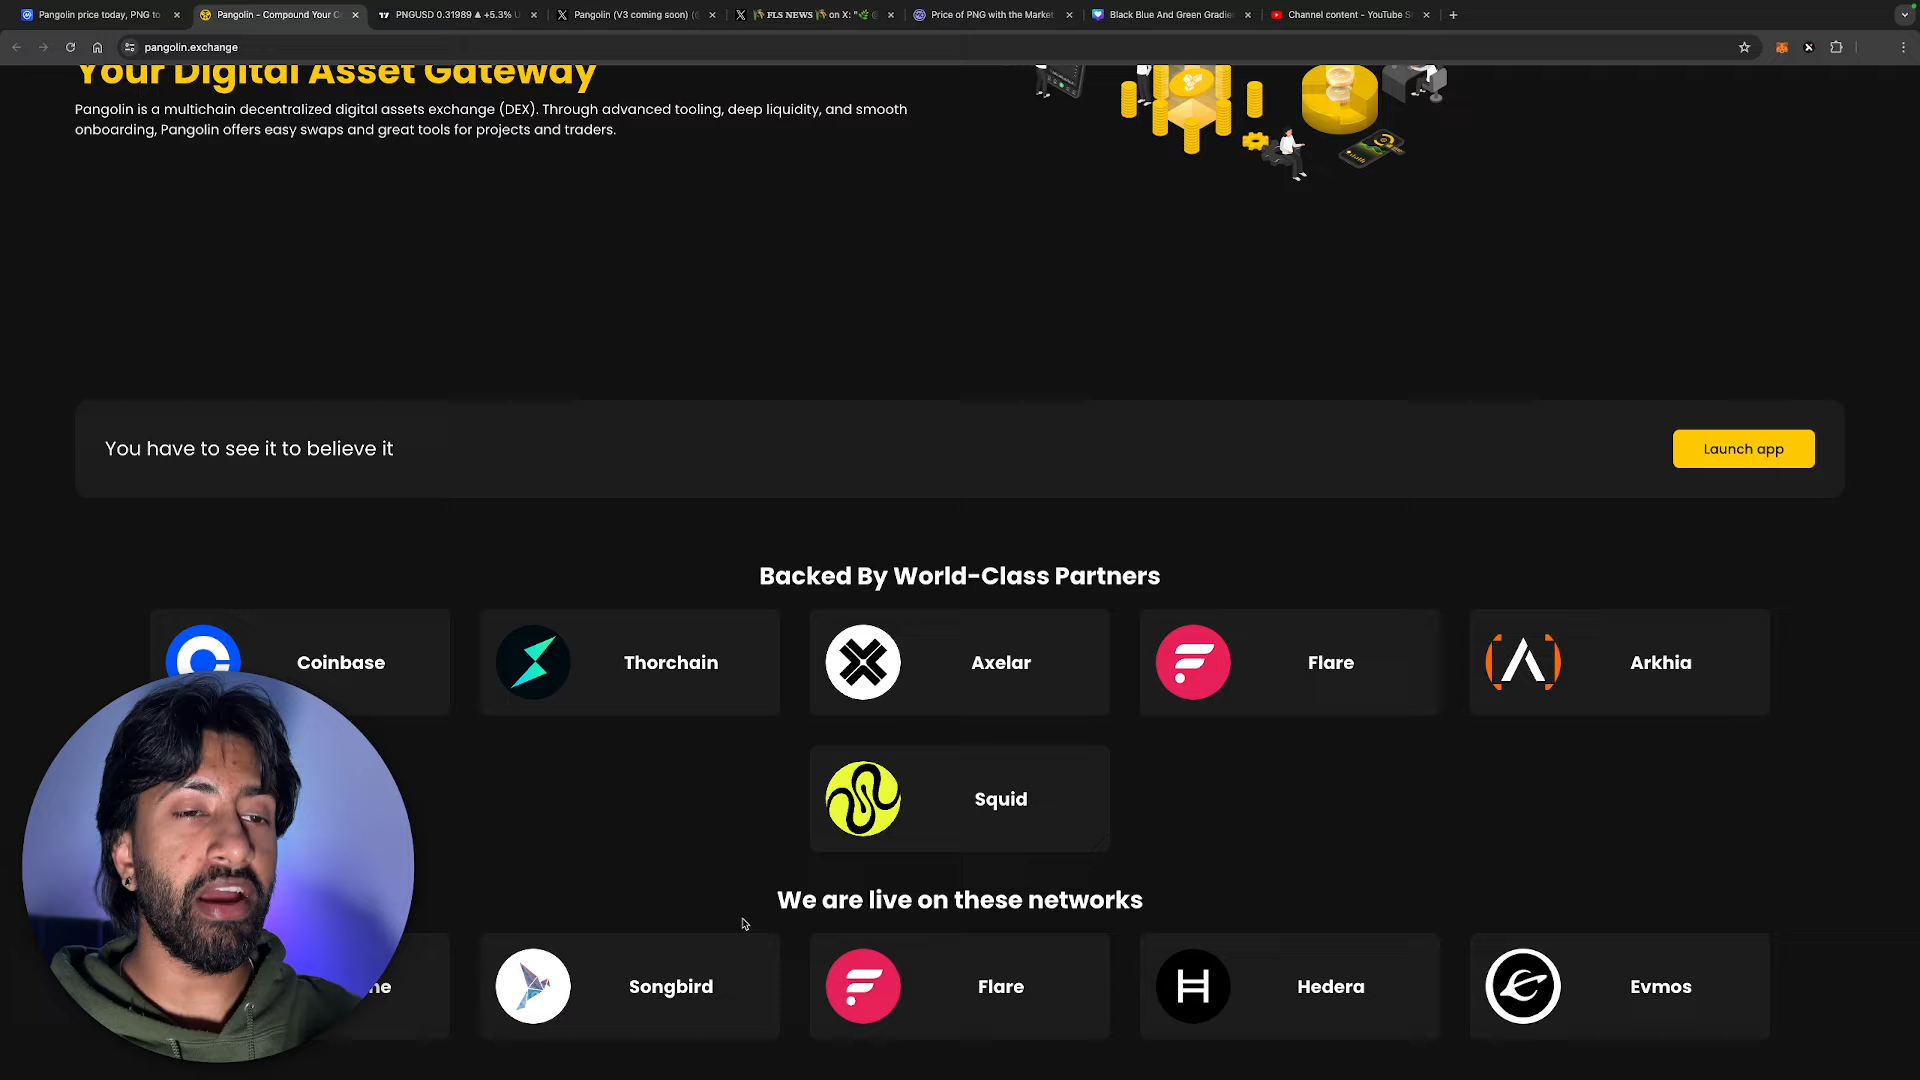 Pangolin price today, PNG to
Pangolin - Compound Your C
PNGUSD 0.31989 ▲ +5.3% U
Pangolin (V3 coming soon) (@
FLS NEWS on X: "
Price of PNG with the Market
Black Blue And Green Gradie
Channel content - YouTube S
pangolin.exchange
Your Digital Asset Gateway
Pangolin is a multichain decentralized digital assets exchange (DEX). Through advanced tooling, deep liquidity, and smooth
onboarding, Pangolin offers easy swaps and great tools for projects and traders.
You have to see it to believe it
Launch app
Backed By World-Class Partners
Coinbase
Thorchain
Axelar
Flare
Arkhia
Squid
We are live on these networks
he
Songbird
Flare
Hedera
Evmos